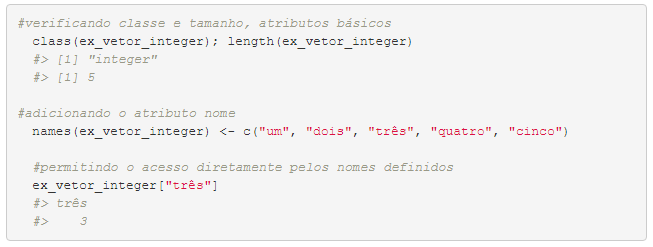 #verificando classe e tamanho, atributos básicos
class(ex_vetor_integer); length(ex_vetor_integer)
#> [1] "integer"
#> [1] 5
#adicionando o atributo nome
names(ex_vetor_integer) <- c("um", "dois", "três", "quatro", "cinco")
#permitindo o acesso diretamente pelos nomes definidos
ex_vetor_integer["três"]
#> três
#>    3